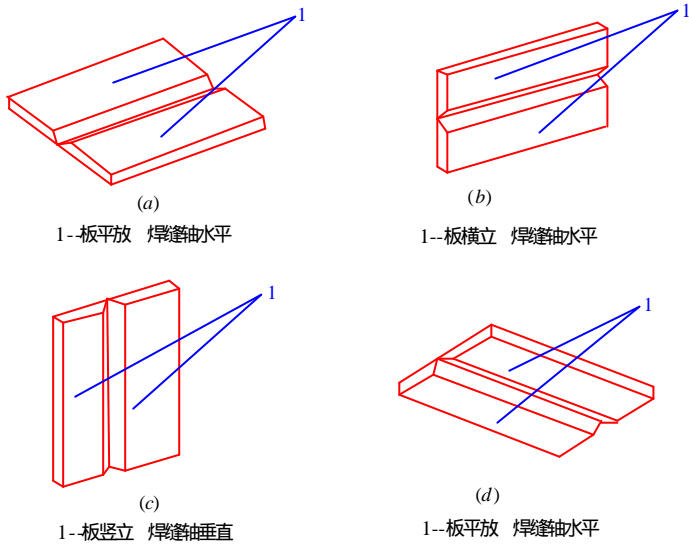 1
1
(a)
(b)
1--板平放 焊缝轴水平
1--板横立 焊缝轴水平
1
1
(c)
(d)
1--板竖立 焊缝轴垂直
1--板平放 焊缝轴水平